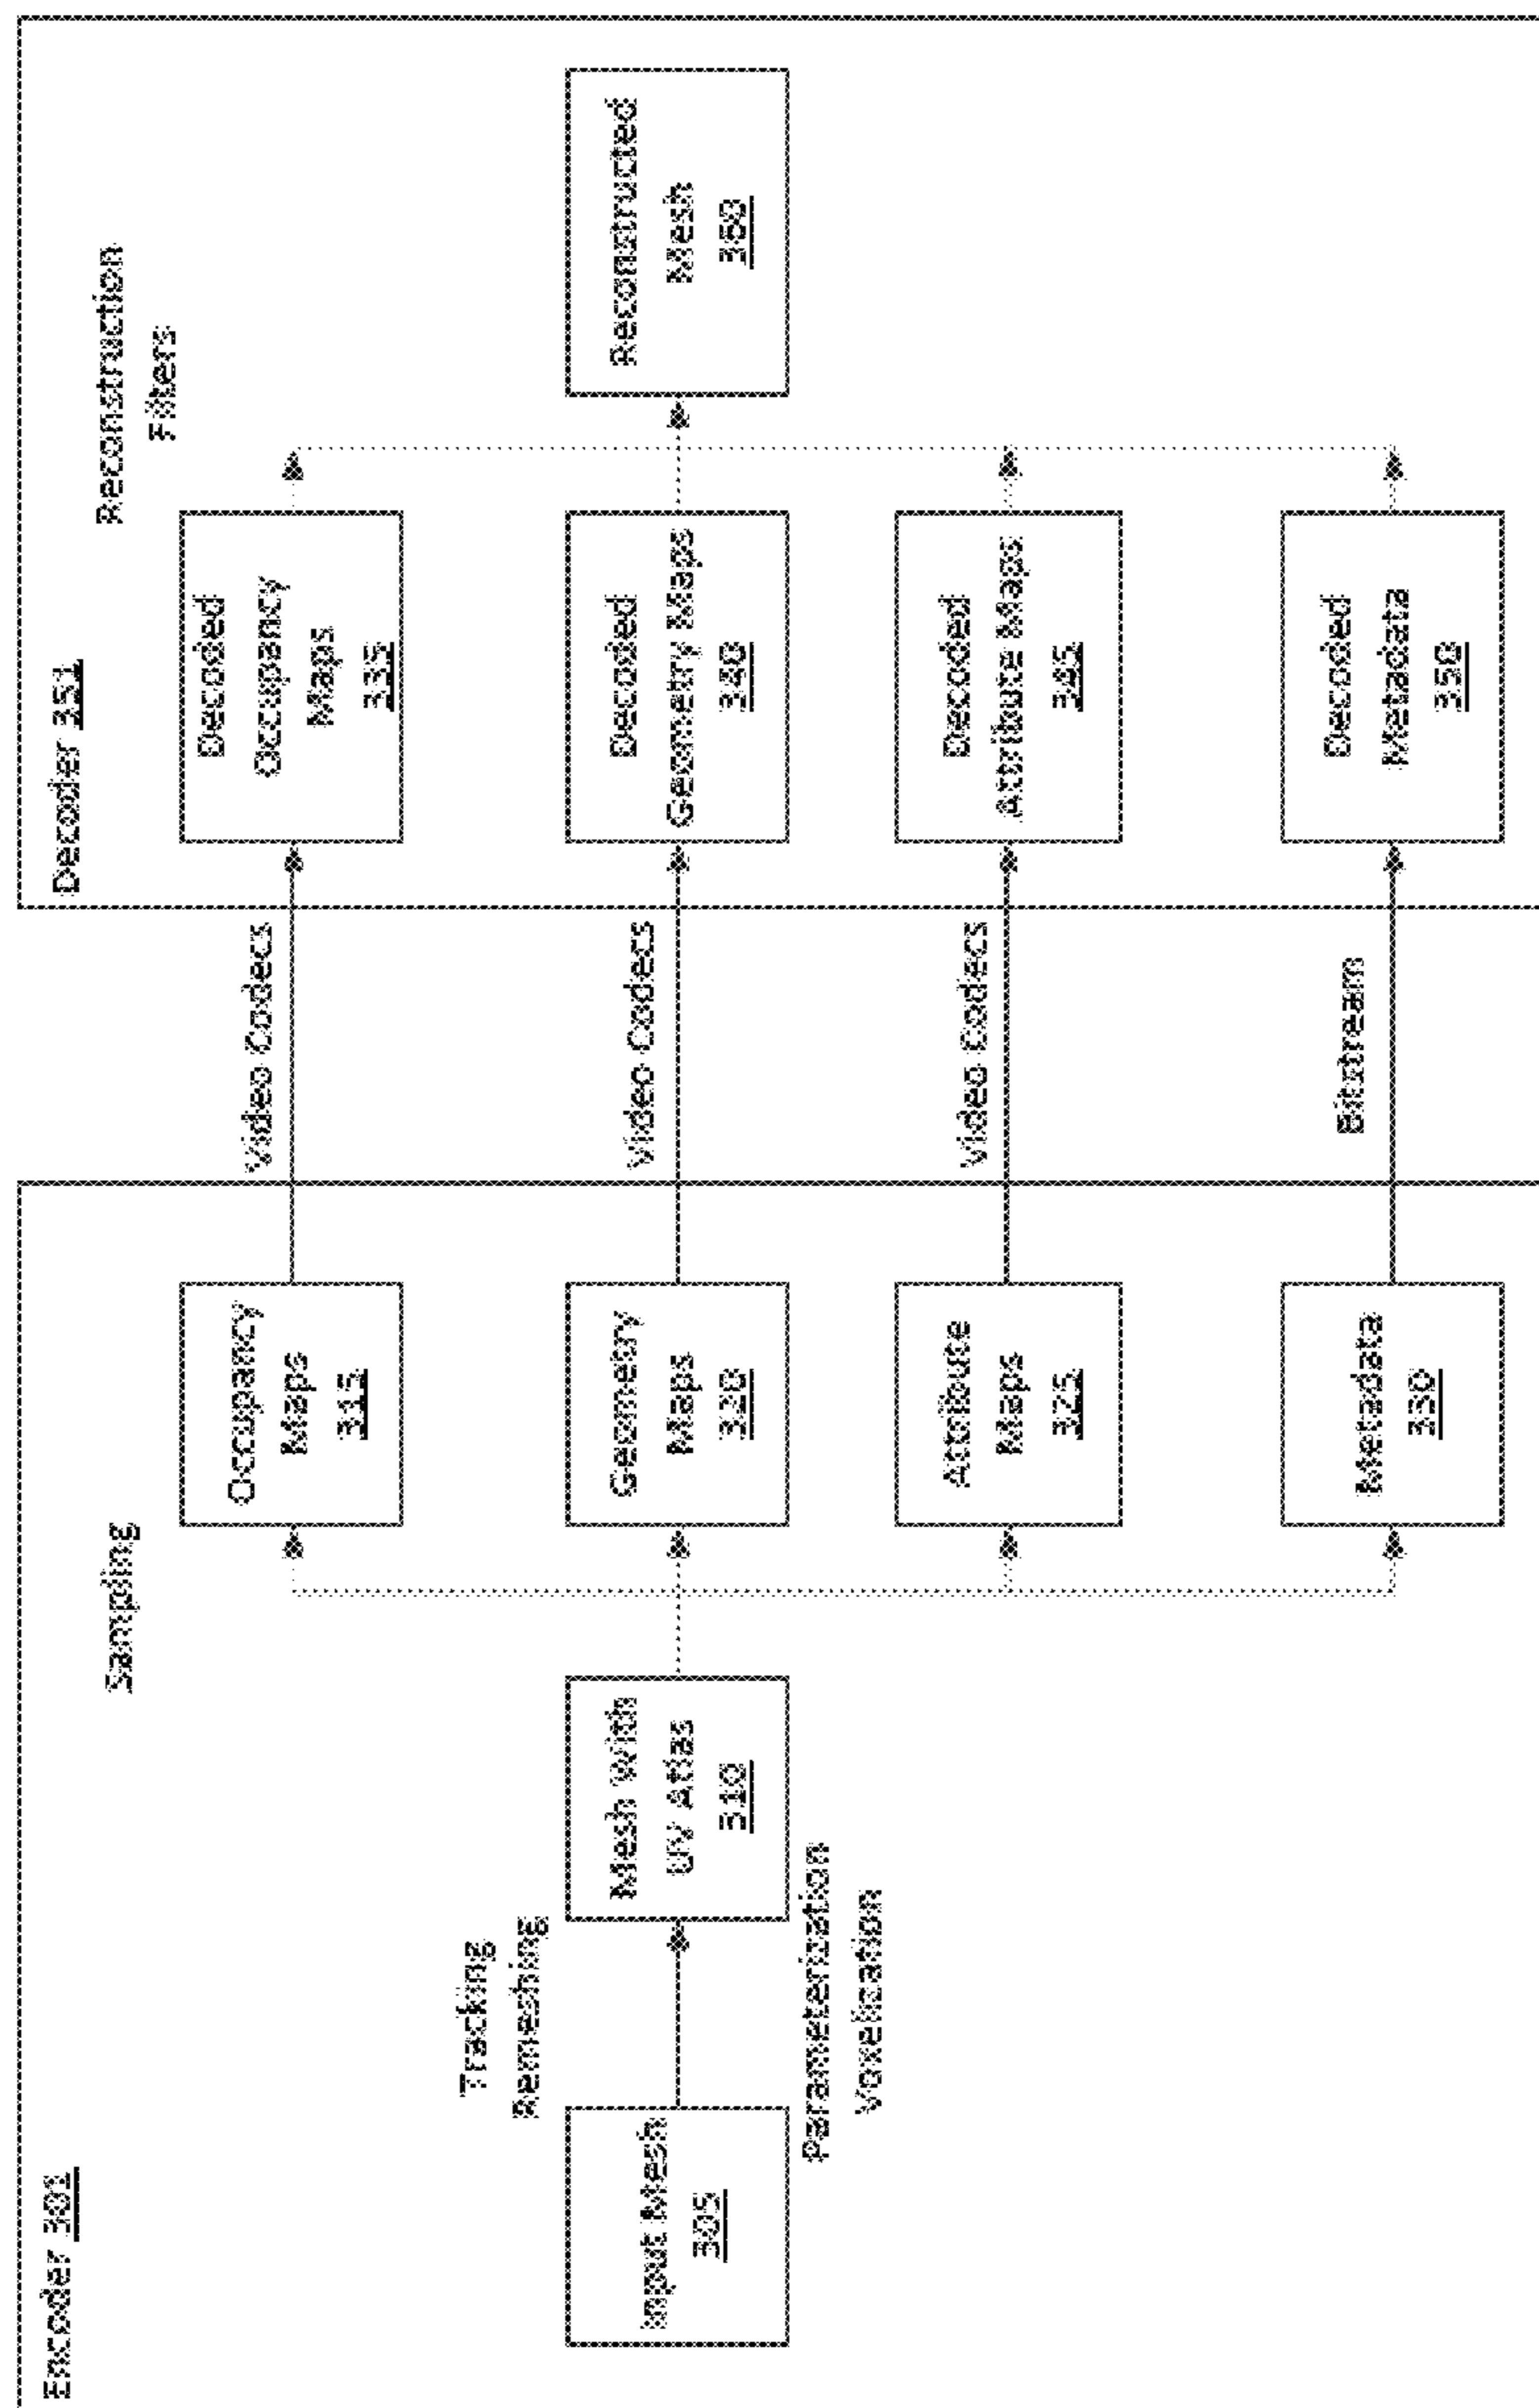 Encoder 301
Tracking
Remeshing
Input Mesh
305
Parameterization
Voxelication
Mesh with
UV Atlas
310
Sampling
Occupancy
Maps
315
Geometry
Maps
320
Attribute
Maps
325
Metadata
330
Video Codecs
Video Codecs
Video Codecs
Bitstream
Decoder 351
Decoded
Occupancy
Maps
335
Decoded
Geometry Maps
340
Decoded
Attribute Maps
345
Decoded
Metadata
350
Reconstruction
Filters
Reconstructed
Mesh